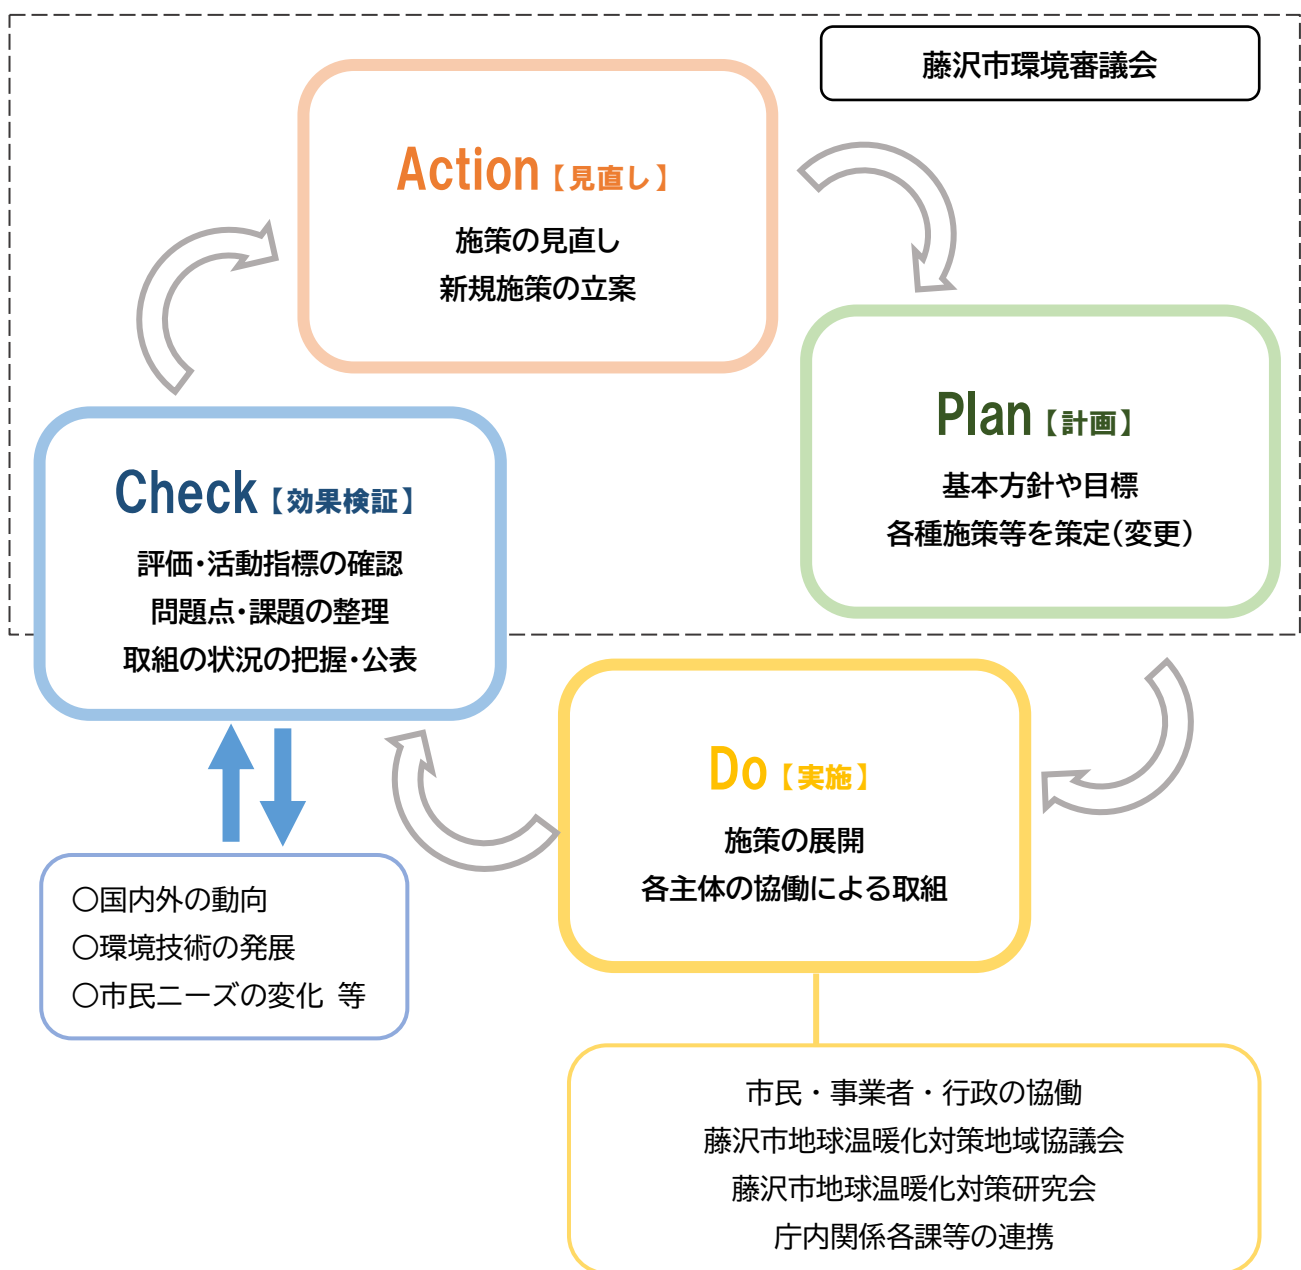 藤沢市環境審議会
Action【見直し】
施策の見直し
新規施策の立案
Plan【計画】
基本方針や目標
各種施策等を策定（変更）
Check【効果検証】
評価・活動指標の確認
問題点・課題の整理
取組の状況の把握・公表
Do【実施】
施策の展開
各主体の協働による取組
○国内外の動向
○環境技術の発展
○市民ニーズの変化 等
市民・事業者・行政の協働
藤沢市地球温暖化対策地域協議会
藤沢市地球温暖化対策研究会
庁内関係各課等の連携